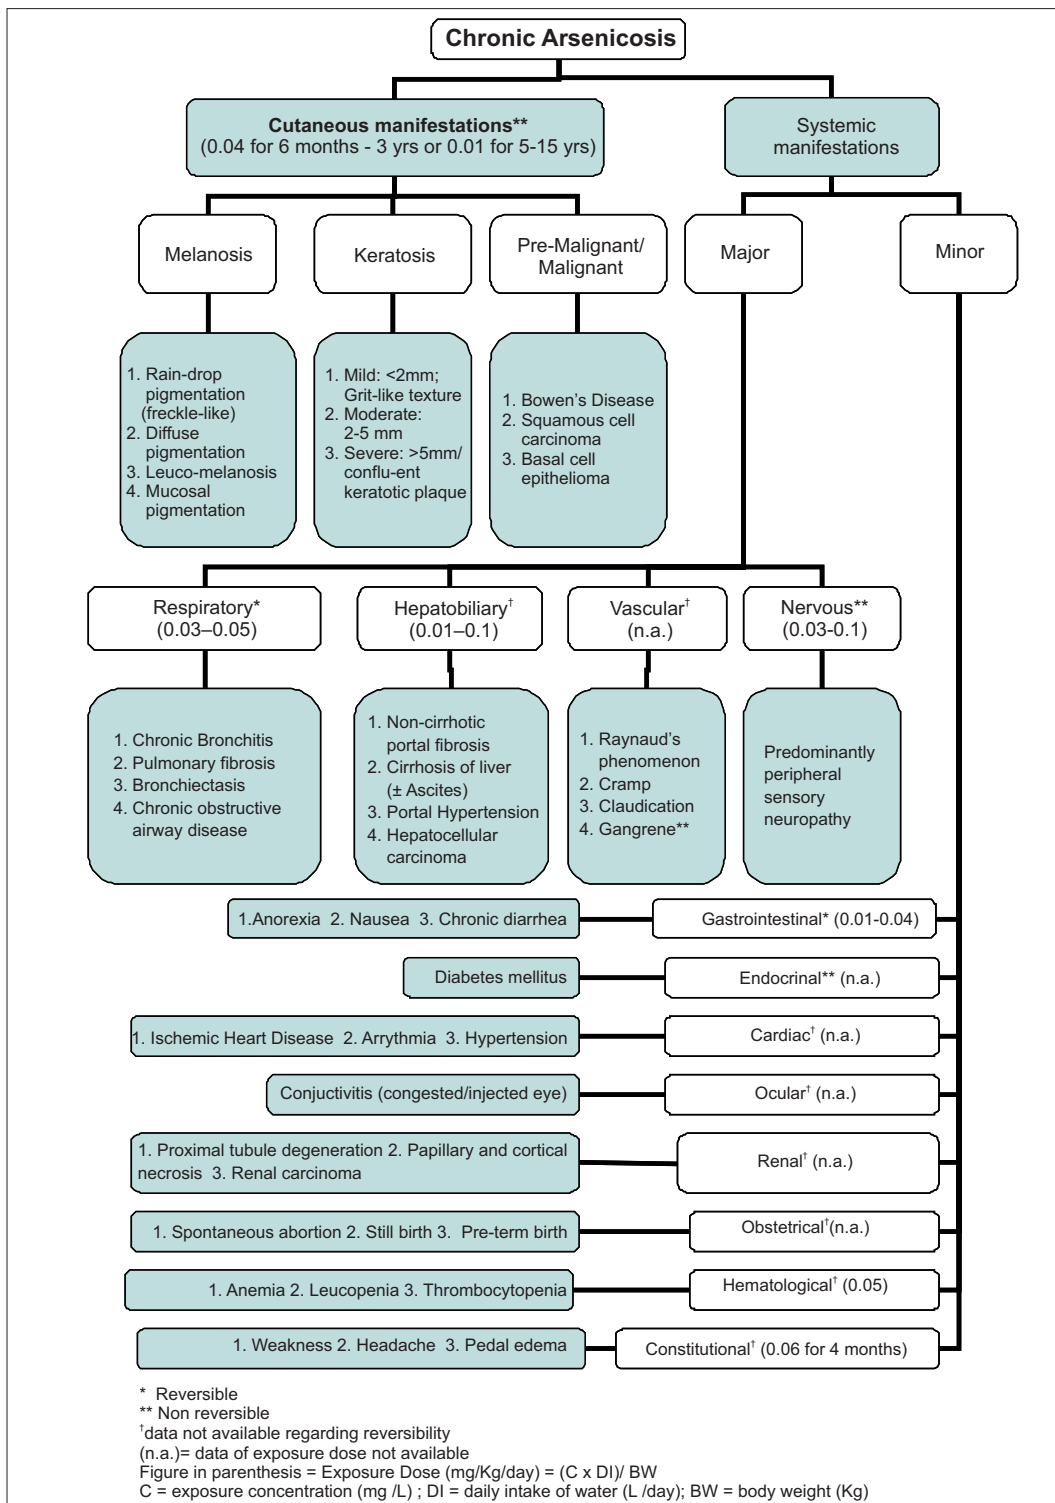 Chronic Arsenicosis
Cutaneous manifestations**
(0.04 for 6 months - 3 yrs or 0.01 for 5-15 yrs)
Systemic
manifestations
Melanosis
Keratosis
Pre-Malignant/
Malignant
Major
Minor
1. Rain-drop
pigmentation
(freckle-like)
2. Diffuse
pigmentation
3. Leuco-melanosis
4. Mucosal
pigmentation
1. Mild: <2mm;
Grit-like texture
2. Moderate:
2-5 mm
3. Severe: >5mm/
conflu-ent
keratotic plaque
1. Bowen's Disease
2. Squamous cell
carcinoma
3. Basal cell
epithelioma
Respiratory*
(0.03–0.05)
Hepatobiliary†
(0.01–0.1)
Vascular†
(n.a.)
Nervous**
(0.03-0.1)
1. Chronic Bronchitis
2. Pulmonary fibrosis
3. Bronchiectasis
4. Chronic obstructive
airway disease
1. Non-cirrhotic
portal fibrosis
2. Cirrhosis of liver
(± Ascites)
3. Portal Hypertension
4. Hepatocellular
carcinoma
1. Raynaud's
phenomenon
2. Cramp
3. Claudication
4. Gangrene**
Predominantly
peripheral
sensory
neuropathy
1.Anorexia 2. Nausea 3. Chronic diarrhea
Gastrointestinal* (0.01-0.04)
Diabetes mellitus
Endocrinal** (n.a.)
1. Ischemic Heart Disease 2. Arrythmia 3. Hypertension
Cardiac† (n.a.)
Conjuctivitis (congested/injected eye)
Ocular† (n.a.)
1. Proximal tubule degeneration 2. Papillary and cortical
necrosis 3. Renal carcinoma
Renal† (n.a.)
1. Spontaneous abortion 2. Still birth 3. Pre-term birth
Obstetrical†(n.a.)
1. Anemia 2. Leucopenia 3. Thrombocytopenia
Hematological† (0.05)
1. Weakness 2. Headache 3. Pedal edema
Constitutional† (0.06 for 4 months)
* Reversible
** Non reversible
†data not available regarding reversibility
(n.a.)= data of exposure dose not available
Figure in parenthesis = Exposure Dose (mg/Kg/day) = (C x DI)/ BW
C = exposure concentration (mg /L) ; DI = daily intake of water (L /day); BW = body weight (Kg)